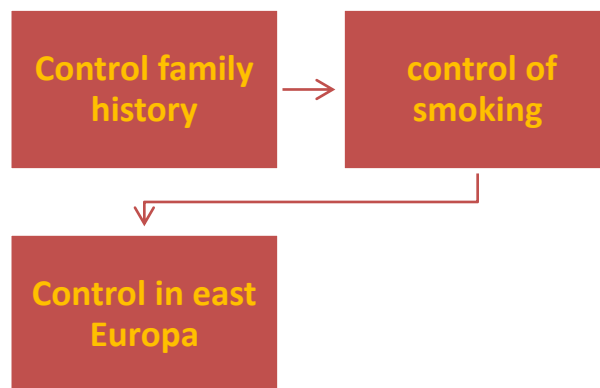 Control family
history
control of
smoking
Control in east
Europa